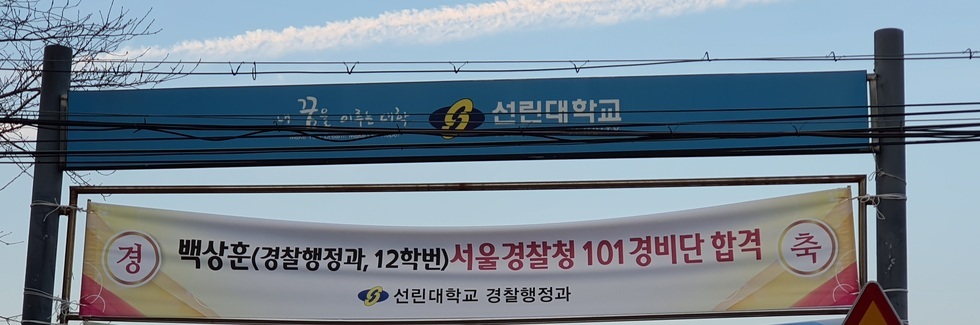 내 꿈을 이루는 대학 선린대학교
경 백상훈(경찰행정과, 12학번)서울경찰청 101경비단 합격 축
선린대학교 경찰행정과